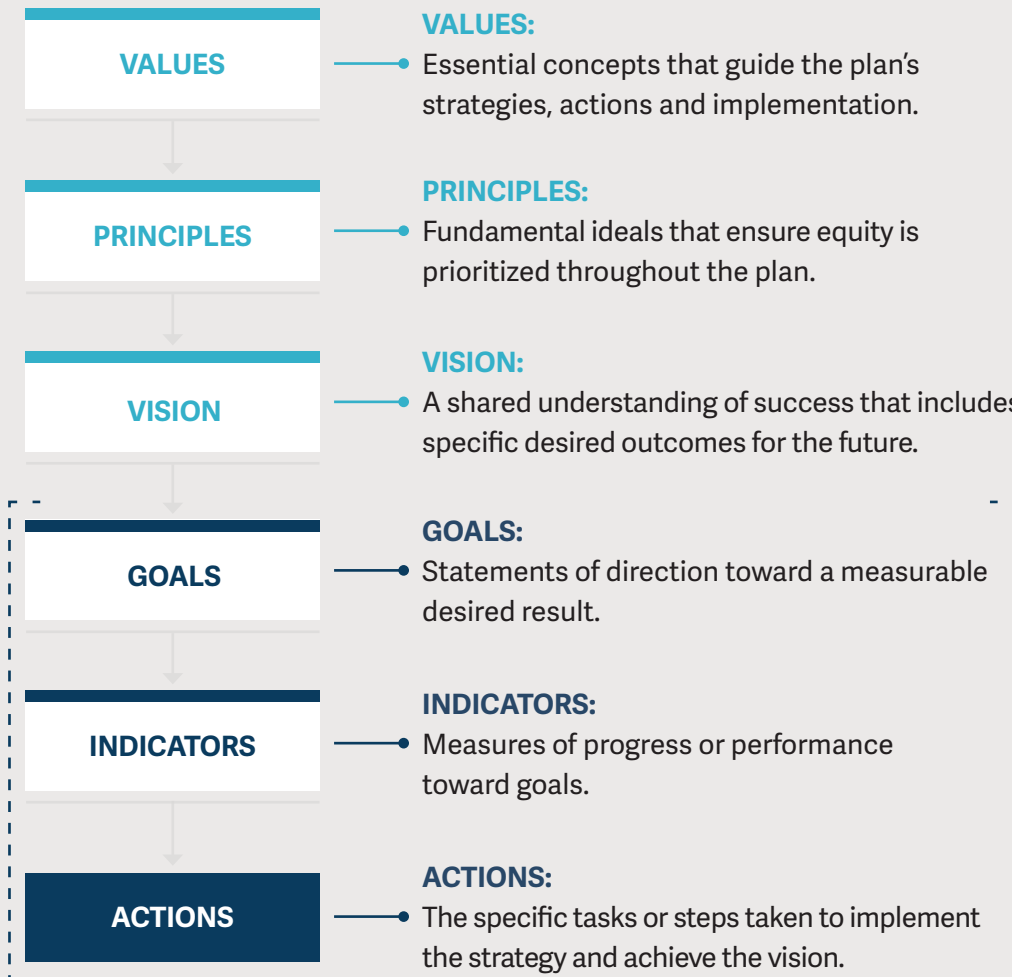 VALUES
VALUES:
Essential concepts that guide the plan's
strategies, actions and implementation.
PRINCIPLES
PRINCIPLES:
Fundamental ideals that ensure equity is
prioritized throughout the plan.
VISION
VISION:
A shared understanding of success that includes
specific desired outcomes for the future.
GOALS
GOALS:
Statements of direction toward a measurable
desired result.
INDICATORS
INDICATORS:
Measures of progress or performance
toward goals.
ACTIONS
ACTIONS:
The specific tasks or steps taken to implement
the strategy and achieve the vision.